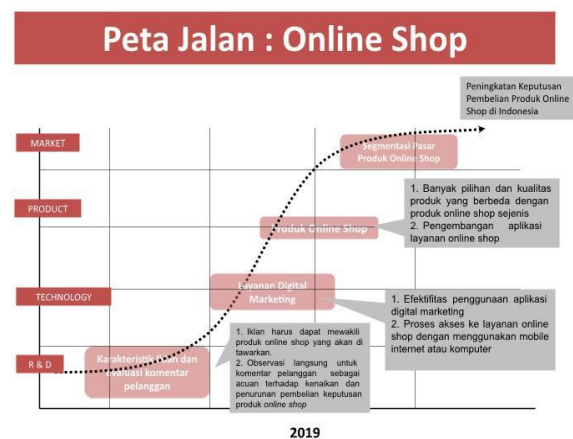 Peta Jalan : Online Shop
Peningkatan Keputusan
Pembelian Produk Online
Shop di Indonesia
MARKET
Segmentasi Pasar
Produk Online Shop
1. Banyak pilihan dan kualitas
produk yang berbeda dengan
produk online shop sejenis
2. Pengembangan aplikasi
layanan online shop
PRODUCT
Produk Online Shop
TECHNOLOGY
Layanan Digital
Marketing
1. Efektifitas penggunaan aplikasi
digital marketing
2. Proses akses ke layanan online
shop dengan menggunakan mobile
internet atau komputer
R & D
Karakteristik Iklan dan
evaluasi komentar
pelanggan
1. Iklan harus dapat mewakili
produk online shop yang akan di
tawarkan.
2. Observasi langsung untuk
komentar pelanggan sebagai
acuan terhadap kenaikan dan
penurunan pembelian keputusan
produk online shop
2019